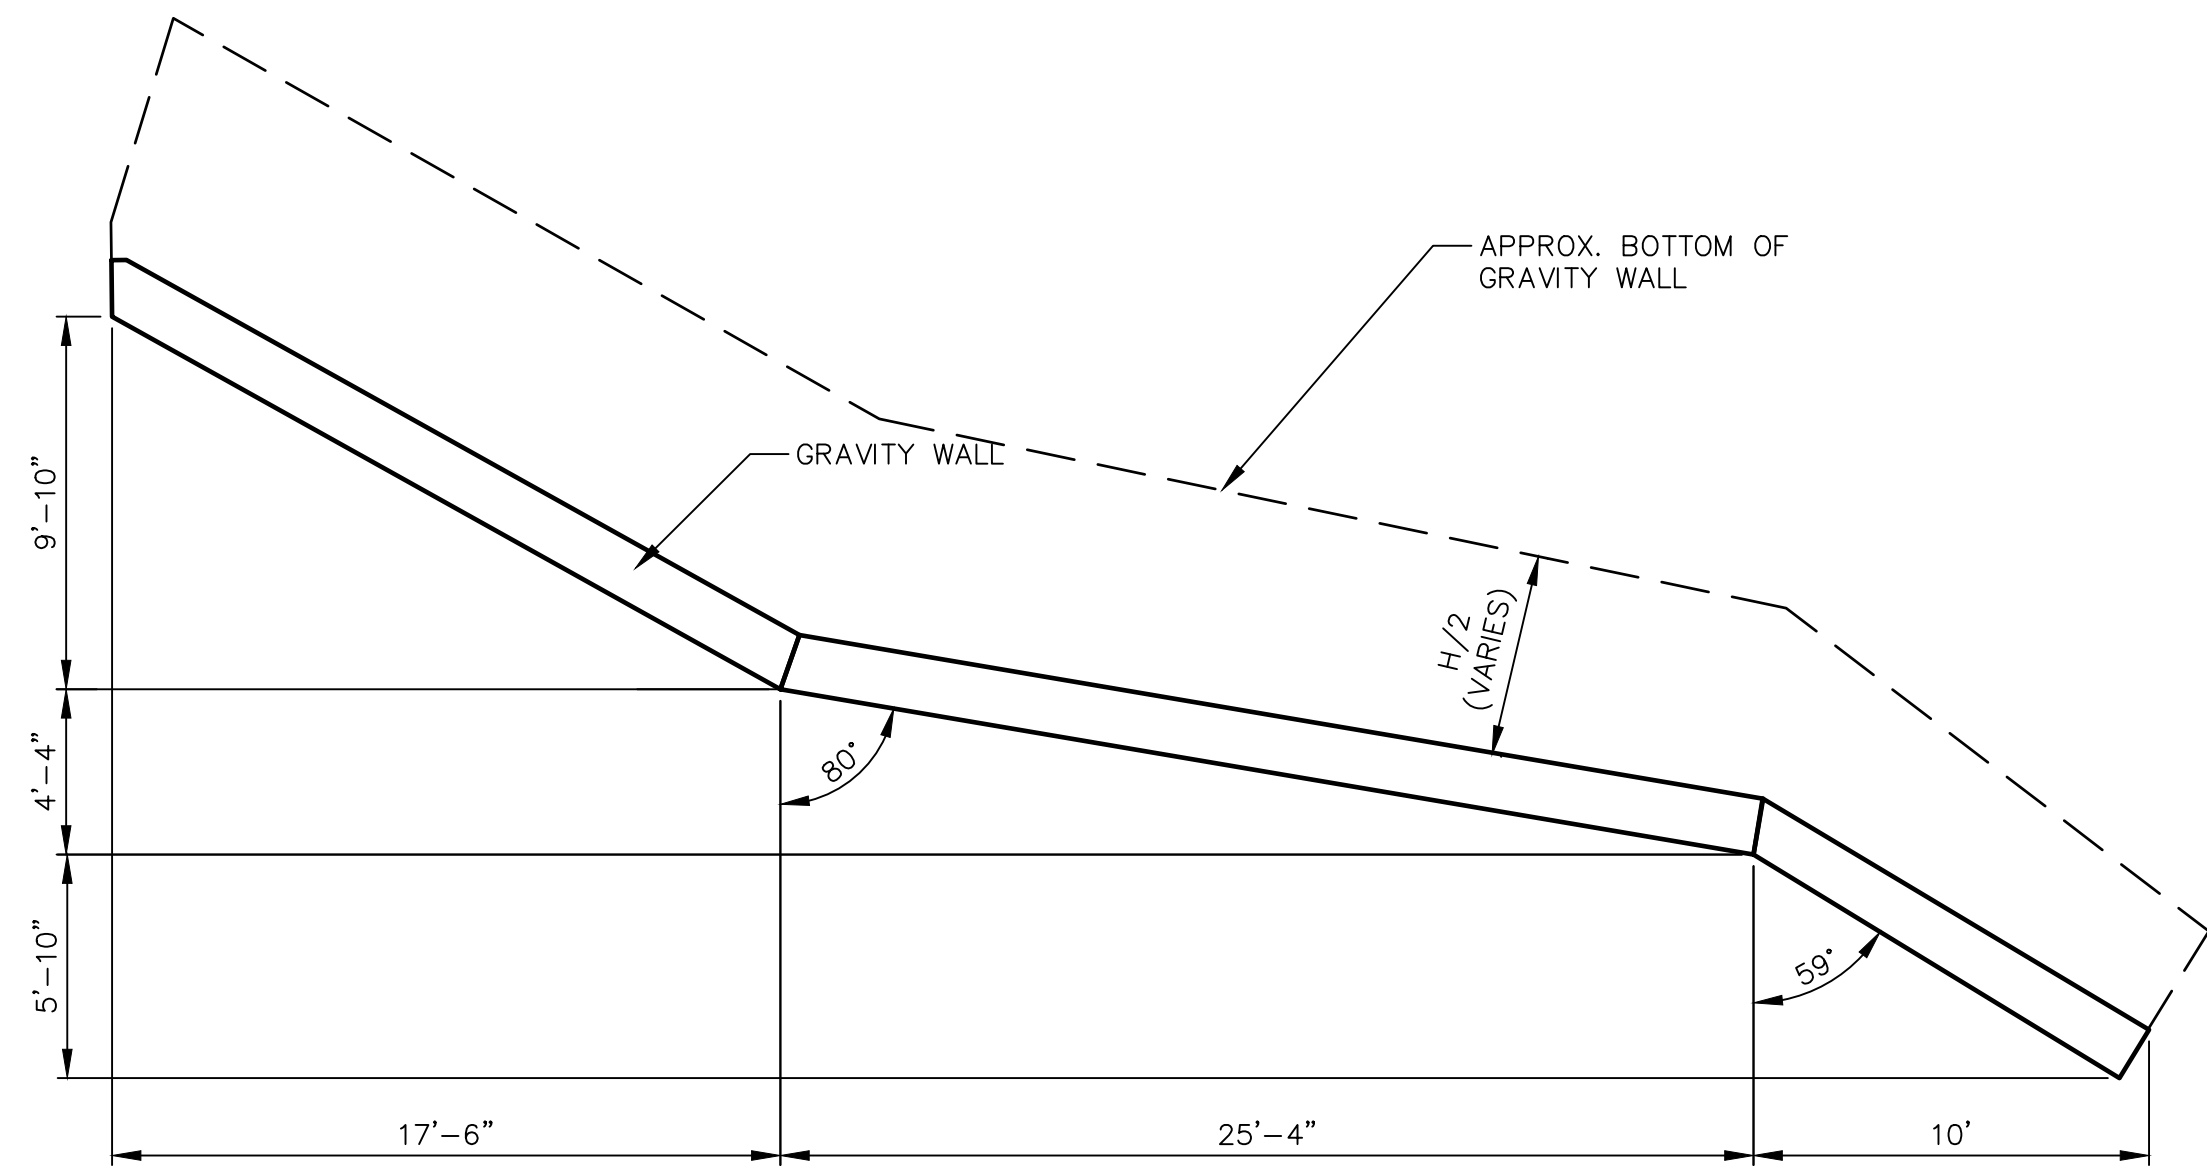 APPROX. BOTTOM OF
GRAVITY WALL
GRAVITY WALL
9'-10"
H/2
(VARIES)
80°
4'-4"
5'-10"
59°
17'-6"
25'-4"
10'